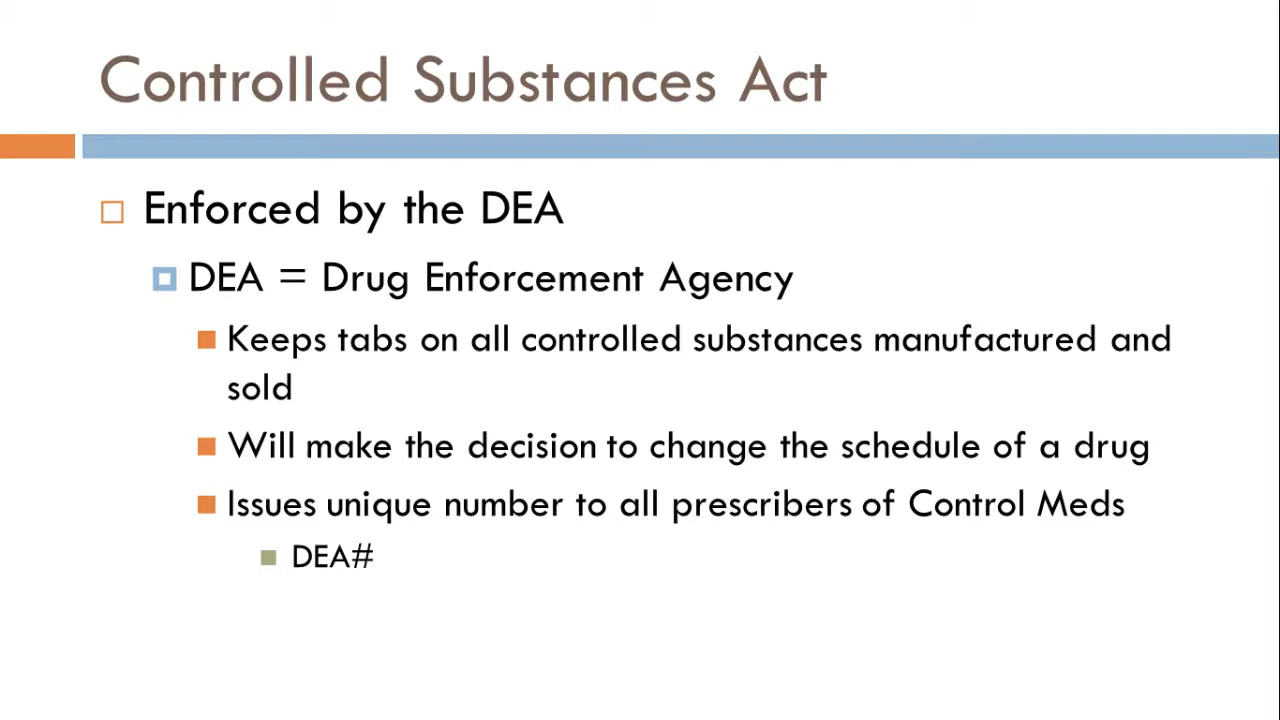 Controlled Substances Act
Enforced by the DEA
DEA = Drug Enforcement Agency
Keeps tabs on all controlled substances manufactured and
sold
Will make the decision to change the schedule of a drug
Issues unique number to all prescribers of Control Meds
DEA#